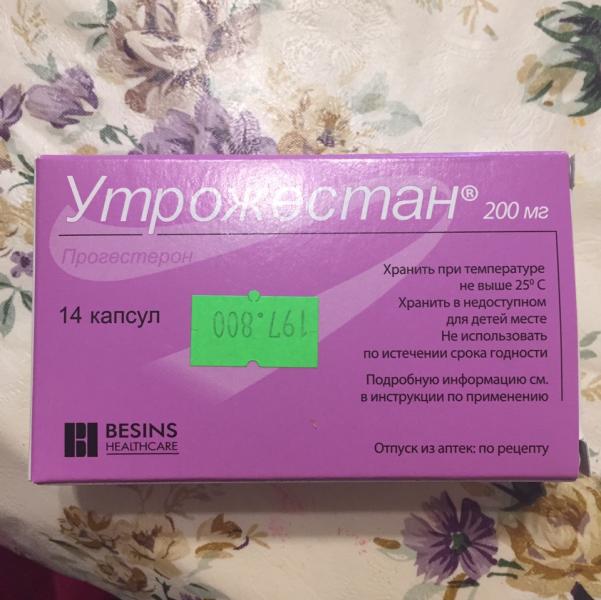 Утрожестан® 200 мг
Прогестерон
14 капсул
197.800
Хранить при температуре
не выше 25⁰ С
Хранить в недоступном
для детей месте
Не использовать
по истечении срока годности
Подробную информацию см.
в инструкции по применению
BESINS
HEALTHCARE
Отпуск из аптек: по рецепту